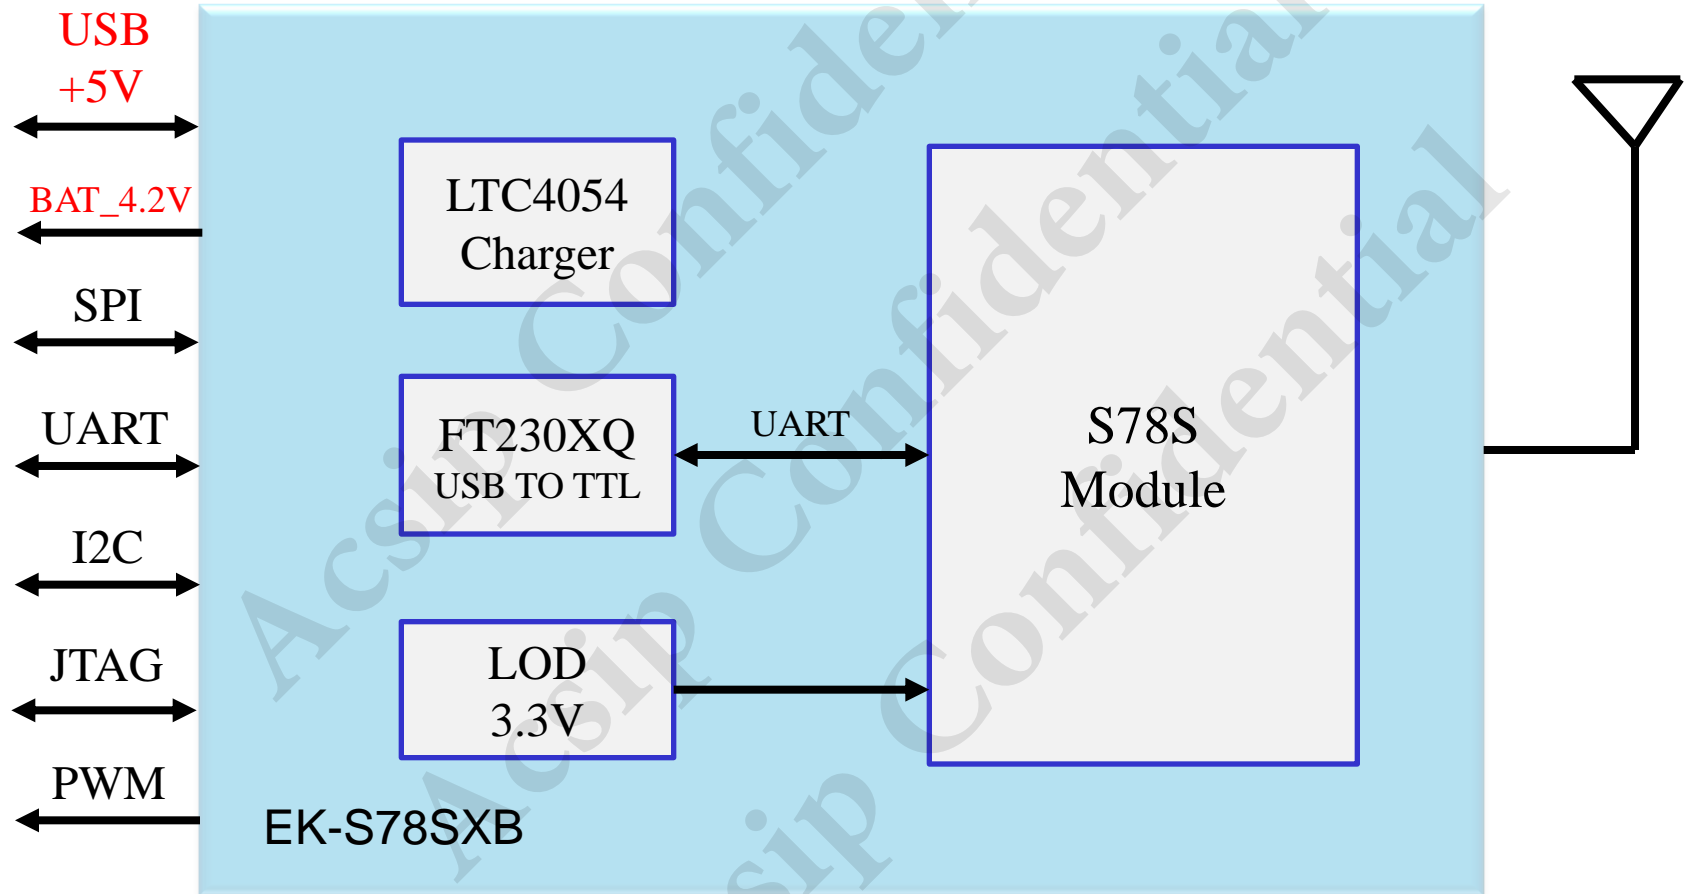 USB
+5V
BAT_4.2V
SPI
UART
I2C
JTAG
PWM
LTC4054
Charger
FT230XQ
USB TO TTL
UART
LOD
3.3V
S78S
Module
EK-S78SXB
Acsip Confidential
Acsip Confidential
Acsip Confidential